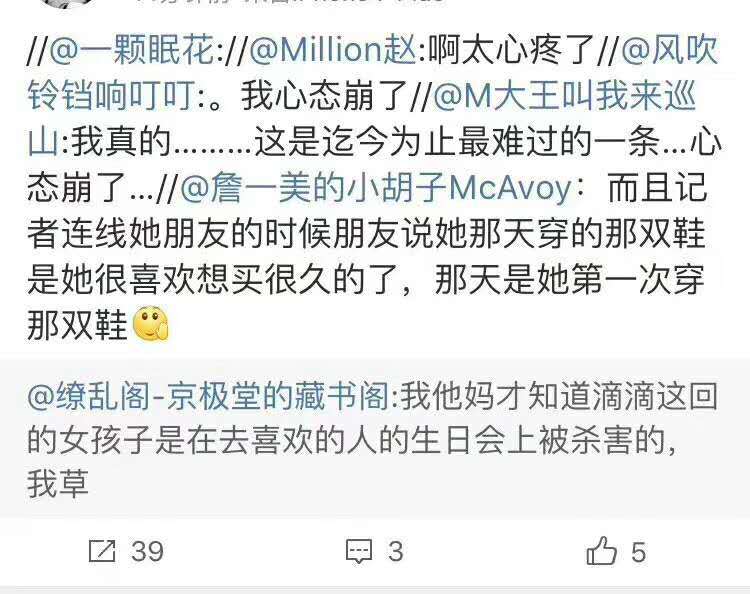 //@一颗眠花://@Million赵:啊太心疼了//@风吹
铃铛响叮叮:。我心态崩了//@M大王叫我来巡
山:我真的………这是迄今为止最难过的一条…心
态崩了…//@詹一美的小胡子McAvoy：而且记
者连线她朋友的时候朋友说她那天穿的那双鞋
是她很喜欢想买很久的了，那天是她第一次穿
那双鞋
@缭乱阁-京极堂的藏书阁:我他妈才知道滴滴这回
的女孩子是在去喜欢的人的生日会上被杀害的，
我草
39
3
5